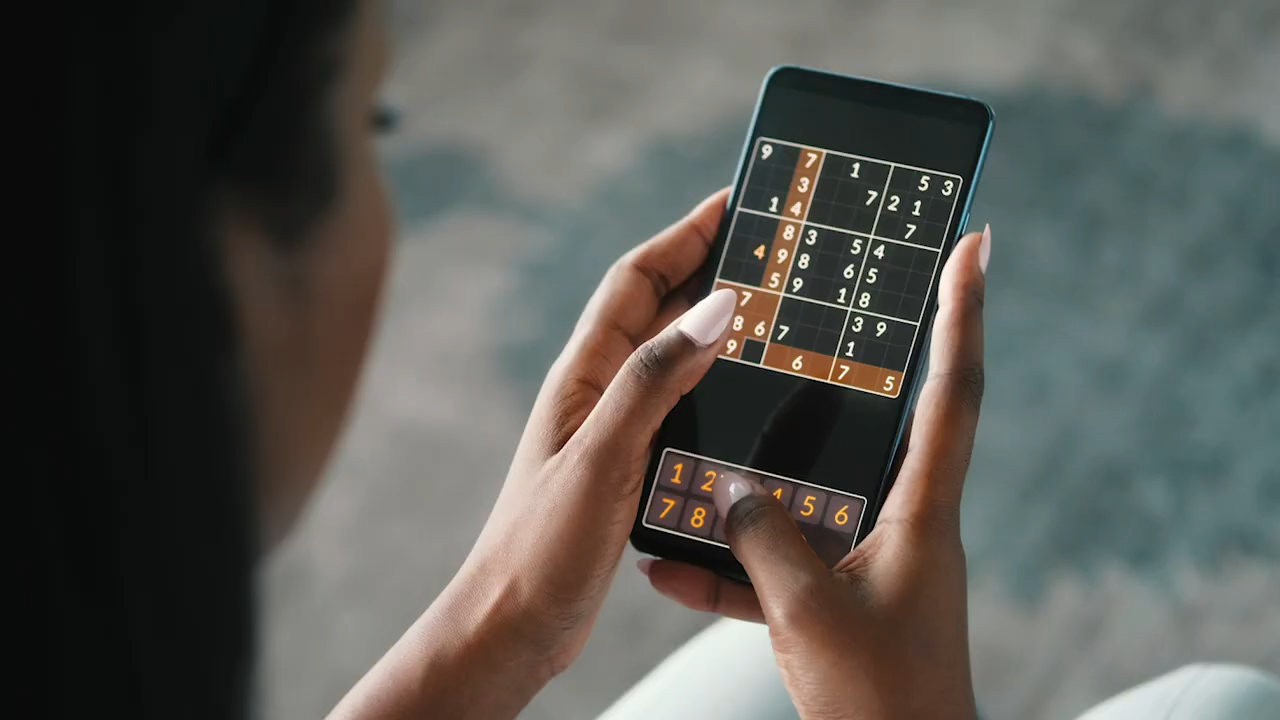 9 7 1 5 3
3 7 2 1
1 4 7
8 3 5 4
4 9 8 6 5
5 9 1 8
7 3 9
8 6 7 1
9 6 7 5
1 2 4 5 6
7 8